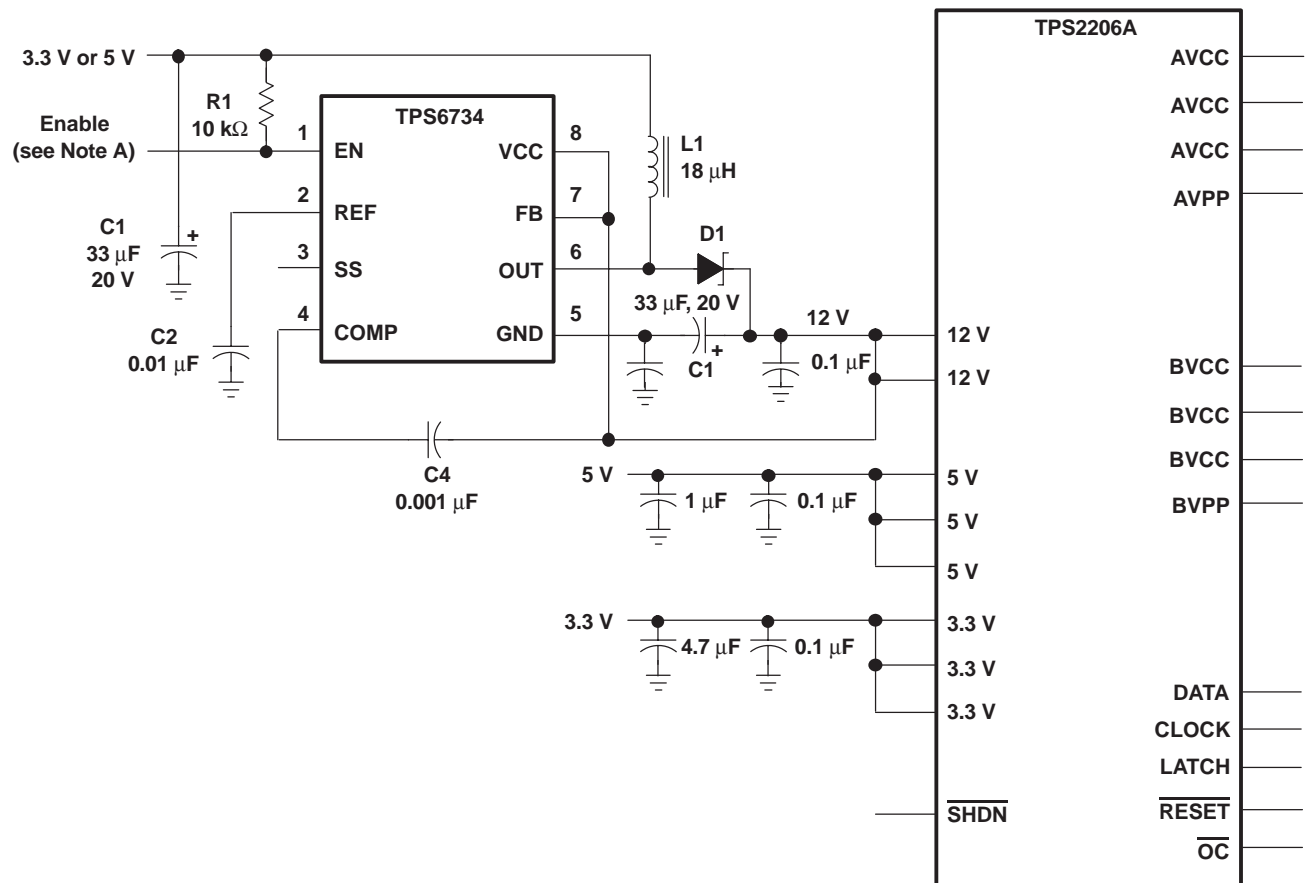 TPS2206A
3.3 V or 5 V
AVCC
R1
10 kΩ
TPS6734
AVCC
Enable
(see Note A)
1
EN
VCC
8
L1
18 µH
AVCC
2
REF
FB
7
AVPP
C1
33 µF
20 V
+
3
SS
OUT
6
D1
33 µF, 20 V
4
COMP
GND
5
C1
+
12 V
0.1 µF
12 V
12 V
C2
0.01 µF
BVCC
BVCC
C4
0.001 µF
BVCC
5 V
1 µF
0.1 µF
5 V
5 V
5 V
BVPP
3.3 V
4.7 µF
0.1 µF
3.3 V
3.3 V
3.3 V
DATA
CLOCK
LATCH
SHDN
RESET
OC